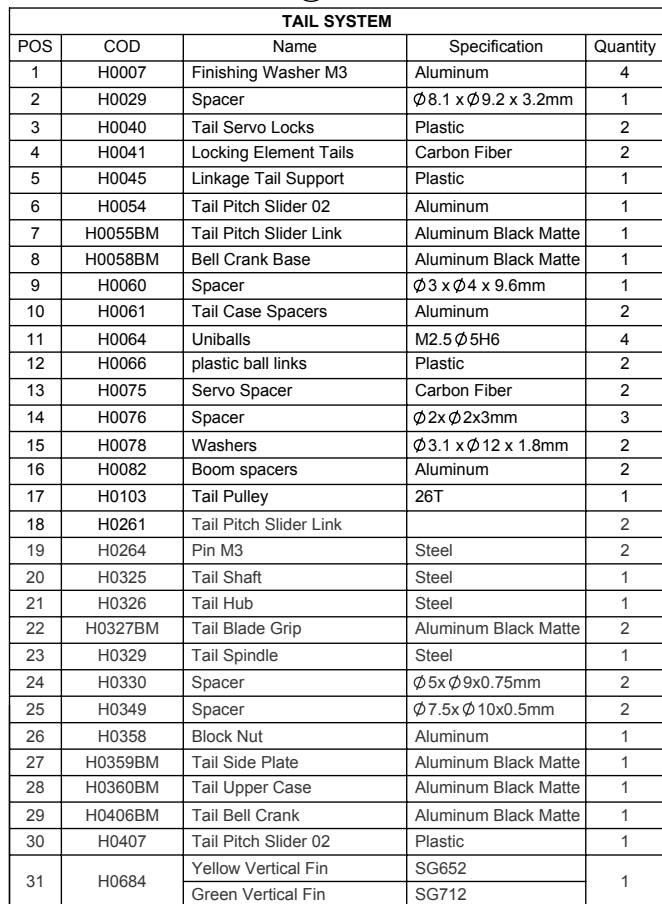 TAIL SYSTEM
POS COD Name Specification Quantity
1 H0007 Finishing Washer M3 Aluminum 4
2 H0029 Spacer Ø8.1 xØ9.2 x 3.2mm 1
3 H0040 Tail Servo Locks Plastic 2
4 H0041 Locking Element Tails Carbon Fiber 2
5 H0045 Linkage Tail Support Plastic 1
6 H0054 Tail Pitch Slider 02 Aluminum 1
7 H0055BM Tail Pitch Slider Link Aluminum Black Matte 1
8 H0058BM Bell Crank Base Aluminum Black Matte 1
9 H0060 Spacer Ø3 xØ4 x 9.6mm 1
10 H0061 Tail Case Spacers Aluminum 2
11 H0064 Uniballs M2.5Ø5H6 4
12 H0066 plastic ball links Plastic 2
13 H0075 Servo Spacer Carbon Fiber 2
14 H0076 Spacer Ø2xØ2x3mm 3
15 H0078 Washers Ø3.1 xØ12 x 1.8mm 2
16 H0082 Boom spacers Aluminum 2
17 H0103 Tail Pulley 26T 1
18 H0261 Tail Pitch Slider Link 2
19 H0264 Pin M3 Steel 2
20 H0325 Tail Shaft Steel 1
21 H0326 Tail Hub Steel 1
22 H0327BM Tail Blade Grip Aluminum Black Matte 2
23 H0329 Tail Spindle Steel 1
24 H0330 Spacer Ø5xØ9x0.75mm 2
25 H0349 Spacer Ø7.5xØ10x0.5mm 2
26 H0358 Block Nut Aluminum 1
27 H0359BM Tail Side Plate Aluminum Black Matte 1
28 H0360BM Tail Upper Case Aluminum Black Matte 1
29 H0406BM Tail Bell Crank Aluminum Black Matte 1
30 H0407 Tail Pitch Slider 02 Plastic 1
31 H0684 Yellow Vertical Fin SG652 1
Green Vertical Fin SG712